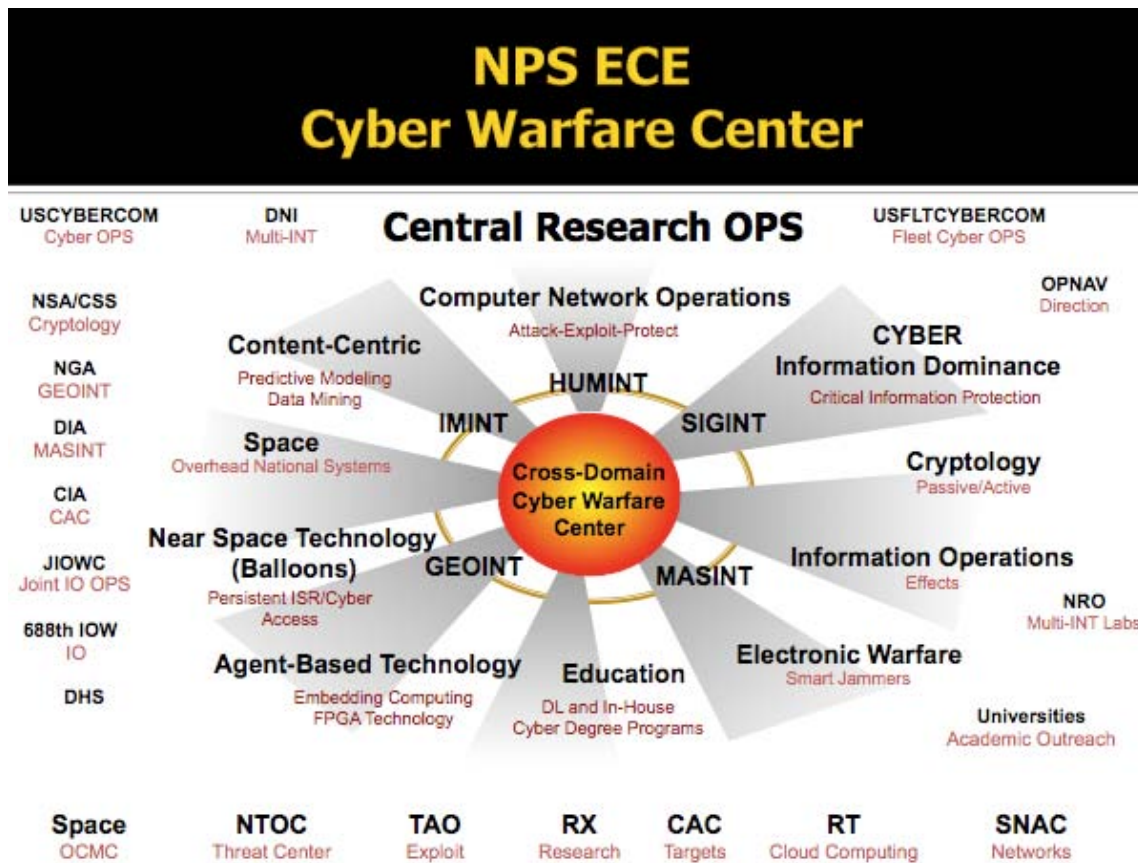 NPS ECE
Cyber Warfare Center
USCYBERCOM
Cyber OPS
DNI
Multi-INT
Central Research OPS
USFLTCYBERCOM
Fleet Cyber OPS
OPNAV
Direction
NSA/CSS
Cryptology
NGA
GEOINT
DIA
MASINT
CIA
CAC
JIOWC
Joint IO OPS
688th IOW
IO
DHS
Computer Network Operations
Attack-Exploit-Protect
Content-Centric
Predictive Modeling
Data Mining
CYBER
Information Dominance
Critical Information Protection
HUMINT
IMINT
SIGINT
Space
Overhead National Systems
Cross-Domain
Cyber Warfare
Center
Cryptology
Passive/Active
Near Space Technology
(Balloons)
Persistent ISR/Cyber
Access
GEOINT
MASINT
Information Operations
Effects
NRO
Multi-INT Labs
Agent-Based Technology
Embedding Computing
FPGA Technology
Education
DL and In-House
Cyber Degree Programs
Electronic Warfare
Smart Jammers
Universities
Academic Outreach
Space
OCMC
NTOC
Threat Center
TAO
Exploit
RX
Research
CAC
Targets
RT
Cloud Computing
SNAC
Networks